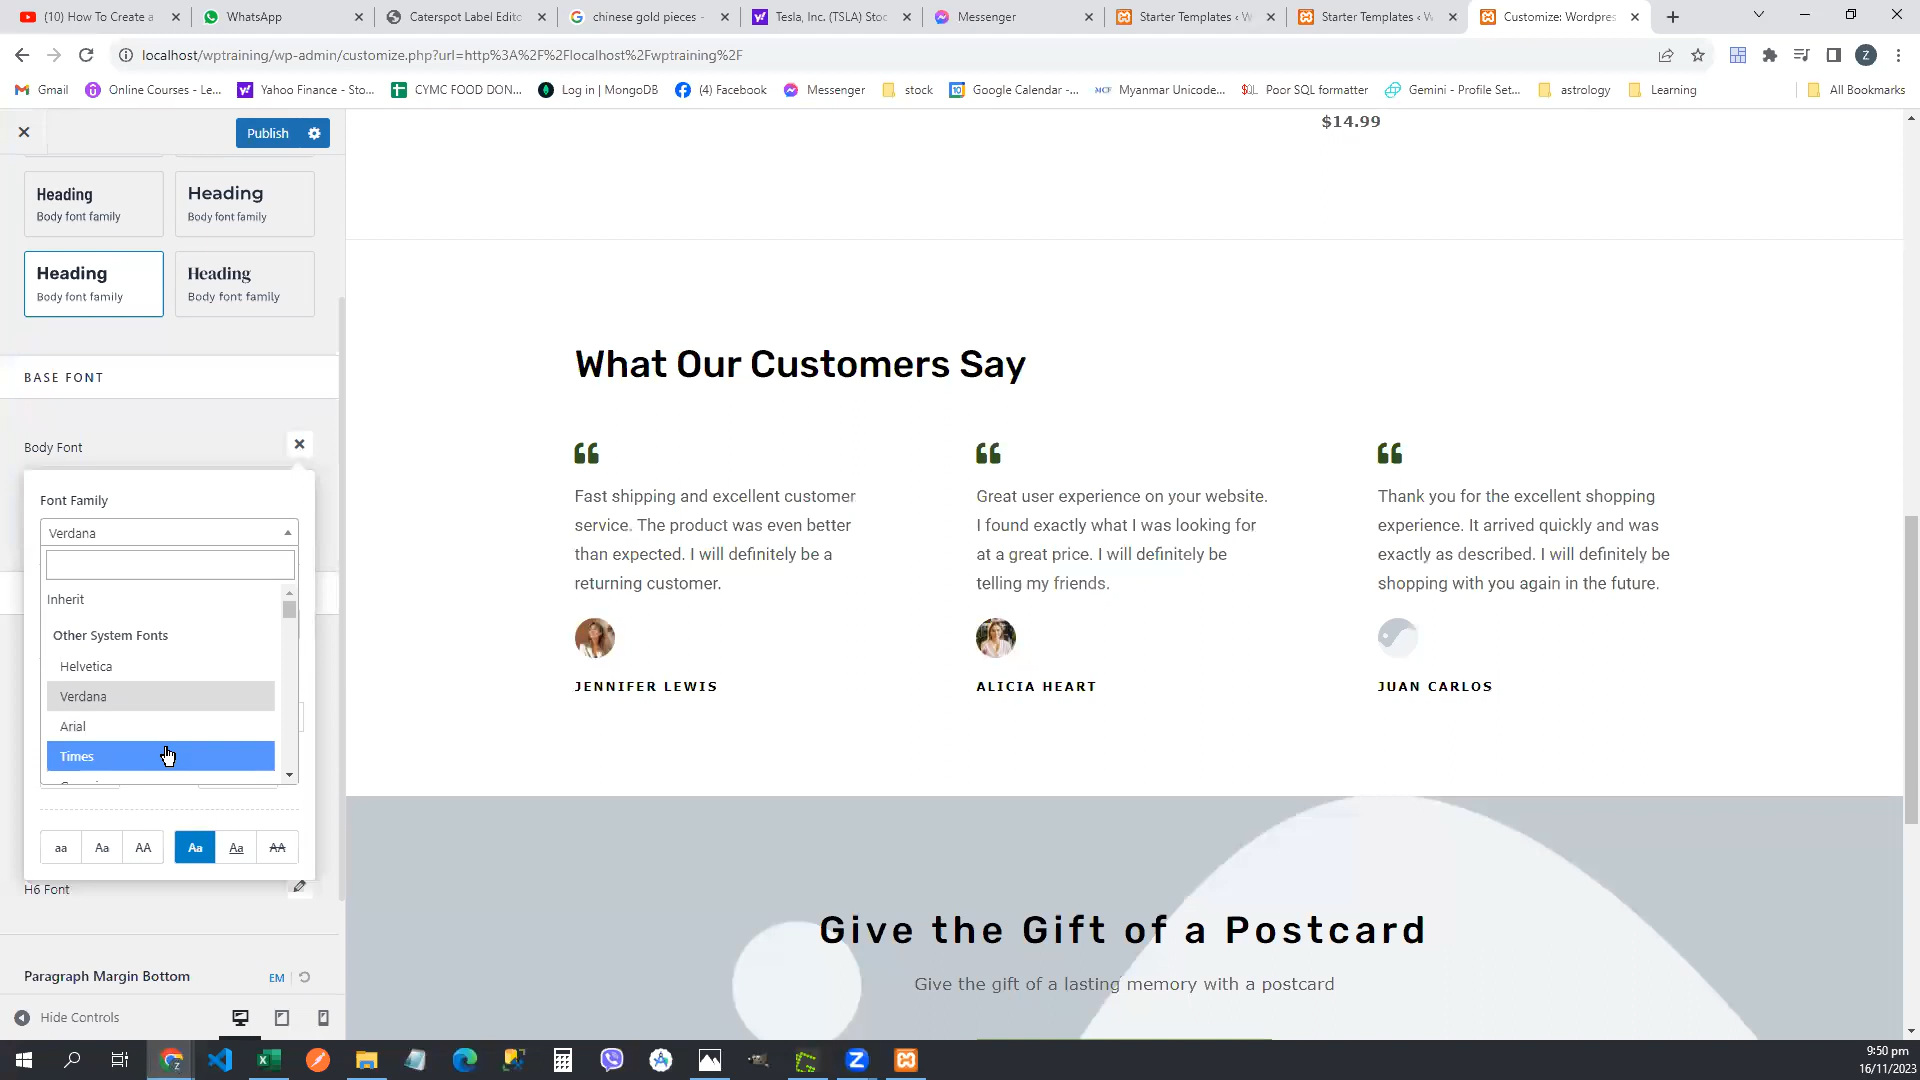 (10) How To Create a
WhatsApp
Caterspot Label Edito
chinese gold pieces -
Tesla, Inc. (TSLA) Stoc
Messenger
Starter Templates ‹ W
Starter Templates ‹ W
Customize: Wordpres
localhost/wptraining/wp-admin/customize.php?url=http%3A%2F%2Flocalhost%2Fwptraining%2F
Z
Gmail
Online Courses - Le...
Yahoo Finance - Sto...
CYMC FOOD DON...
Log in | MongoDB
(4) Facebook
Messenger
stock
Google Calendar -...
Myanmar Unicode...
Poor SQL formatter
Gemini - Profile Set...
astrology
Learning
All Bookmarks
Publish
Heading
Body font family
Heading
Body font family
Heading
Body font family
Heading
Body font family
BASE FONT
Body Font
Font Family
Verdana
Inherit
Other System Fonts
Helvetica
Verdana
Arial
Times
aa
Aa
AA
Aa
Aa
AA
H6 Font
Paragraph Margin Bottom
EM
Hide Controls
$14.99
What Our Customers Say
Fast shipping and excellent customer
service. The product was even better
than expected. I will definitely be a
returning customer.
JENNIFER LEWIS
Great user experience on your website.
I found exactly what I was looking for
at a great price. I will definitely be
telling my friends.
ALICIA HEART
Thank you for the excellent shopping
experience. It arrived quickly and was
exactly as described. I will definitely be
shopping with you again in the future.
JUAN CARLOS
Give the Gift of a Postcard
Give the gift of a lasting memory with a postcard
9:50 pm
16/11/2023